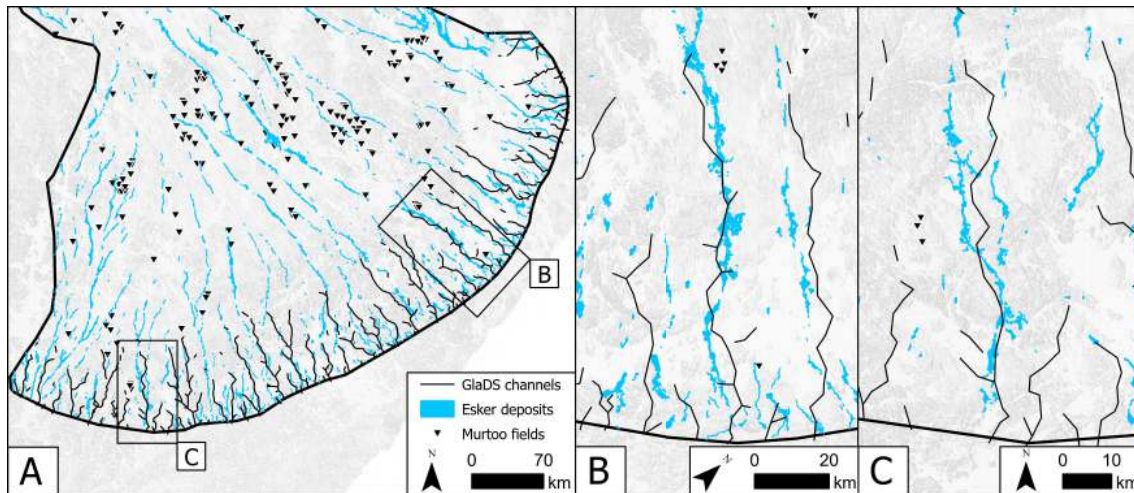 B
C
GlaDS channels
Esker deposits
Murtoo fields
0 70
km
A
B
N
0 20
km
C
N
0 10
km